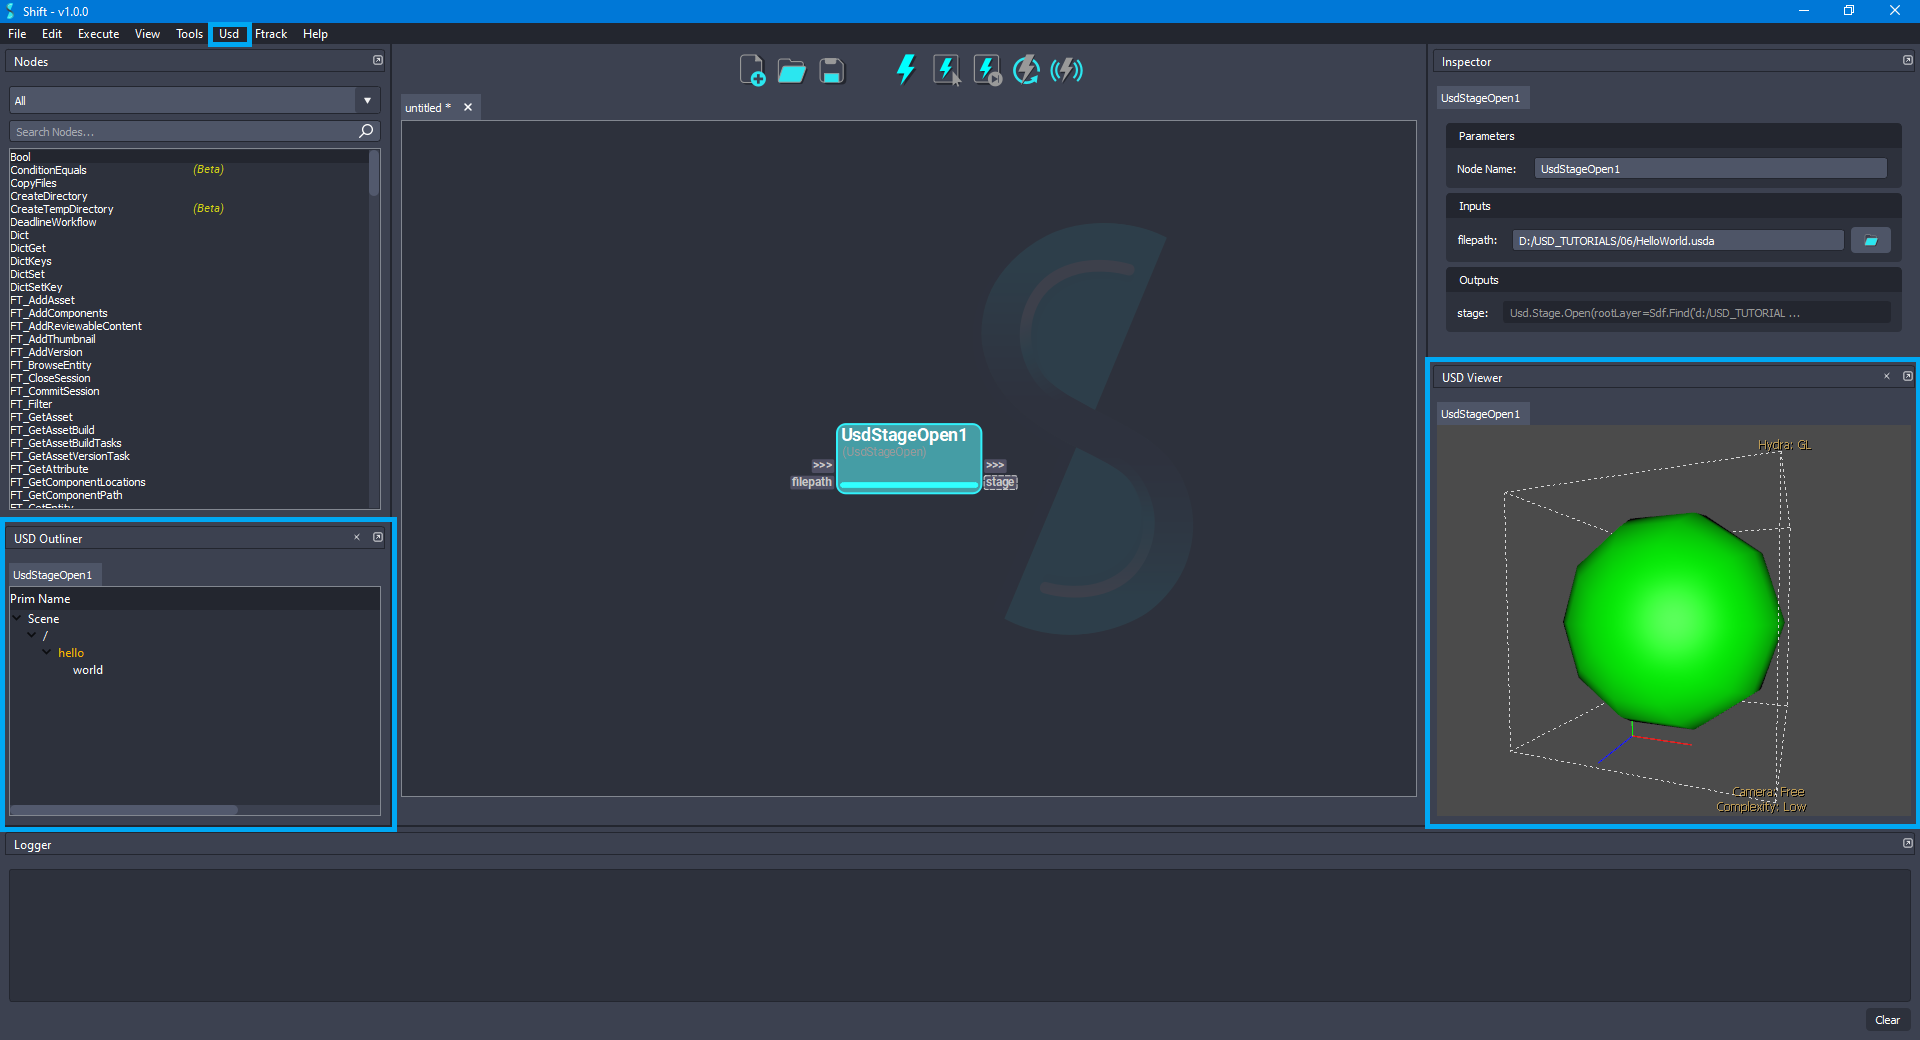 Shift - v1.0.0
File Edit Execute View Tools Usd Ftrack Help
Nodes
All
Search Nodes...
Bool
ConditionEquals (Beta)
CopyFiles
CreateDirectory
CreateTempDirectory (Beta)
DeadlineWorkflow
Dict
DictGet
DictKeys
DictSet
DictSetKey
FT_AddAsset
FT_AddComponents
FT_AddReviewableContent
FT_AddThumbnail
FT_AddVersion
FT_BrowseEntity
FT_CloseSession
FT_CommitSession
FT_Filter
FT_GetAsset
FT_GetAssetBuild
FT_GetAssetBuildTasks
FT_GetAssetVersionTask
FT_GetAttribute
FT_GetComponentLocations
FT_GetComponentPath
FT_GetEntity
USD Outliner
UsdStageOpen1
Prim Name
Scene
/
hello
world
untitled *
UsdStageOpen1
(UsdStageOpen)
>>> >>>
filepath stage
Inspector
UsdStageOpen1
Parameters
Node Name: UsdStageOpen1
Inputs
filepath: D:/USD_TUTORIALS/06/HelloWorld.usda
Outputs
stage: Usd.Stage.Open(rootLayer=Sdf.Find('d:/USD_TUTORIAL ...
USD Viewer
UsdStageOpen1
Hydra: GL
Camera: Free
Complexity: Low
Logger
Clear